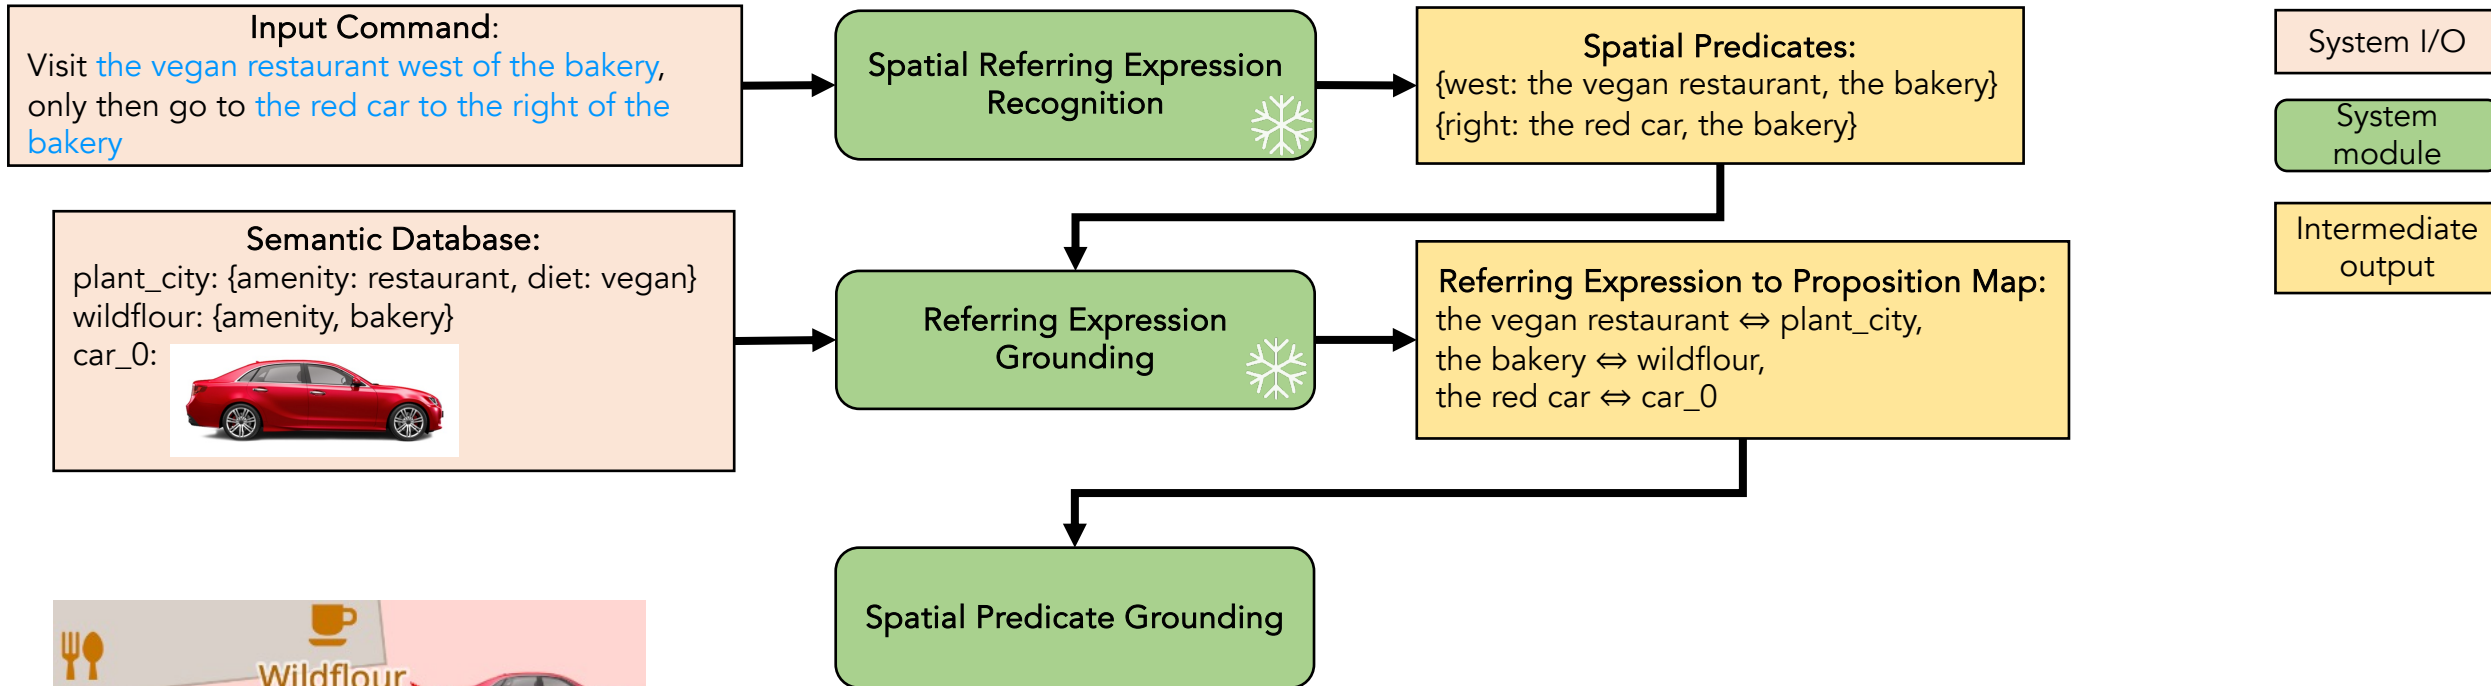 Input Command:
Visit the vegan restaurant west of the bakery,
only then go to the red car to the right of the
bakery
Spatial Referring Expression
Recognition
Spatial Predicates:
{west: the vegan restaurant, the bakery}
{right: the red car, the bakery}
System I/O
System
module
Intermediate
output
Semantic Database:
plant_city: {amenity: restaurant, diet: vegan}
wildflour: {amenity, bakery}
car_0:
Referring Expression
Grounding
Referring Expression to Proposition Map:
the vegan restaurant ⇔ plant_city,
the bakery ⇔ wildflour,
the red car ⇔ car_0
Spatial Predicate Grounding
Wildflour